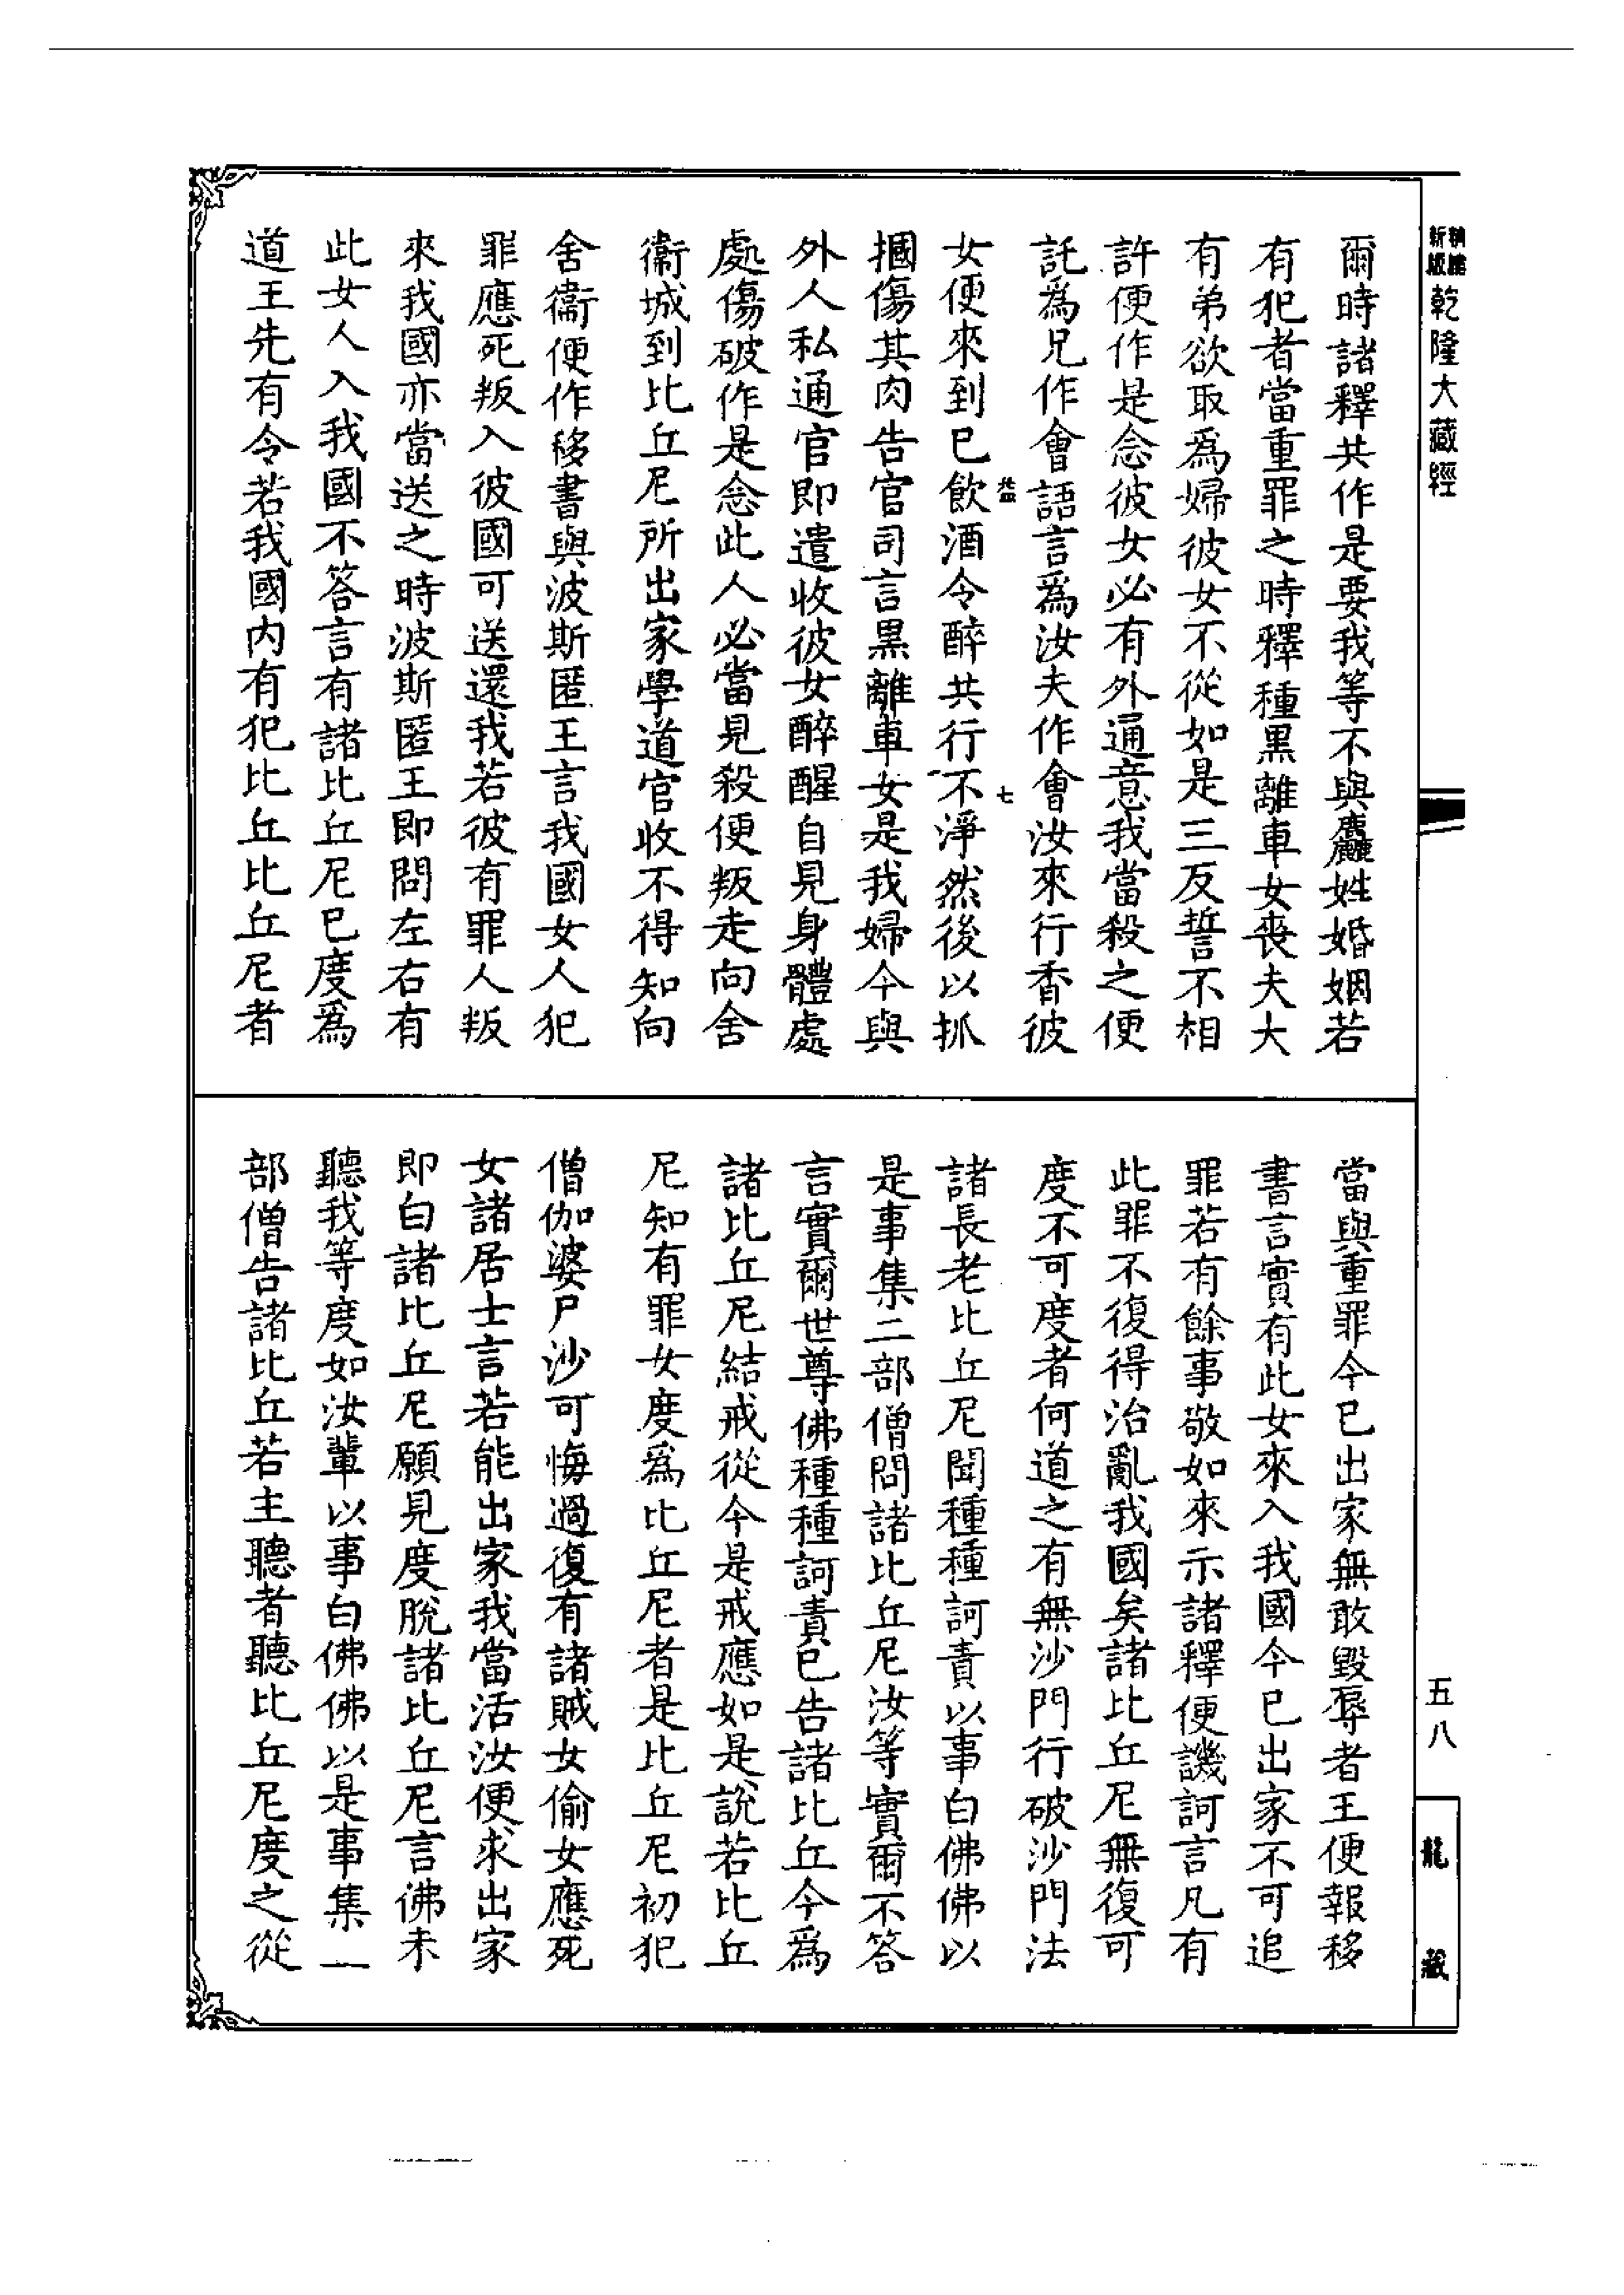 新版
乾隆大藏經
五八
龍藏
爾時諸釋共作是要我等不與麤姓婚姻若
有犯者當重罪之時釋種黑離車女喪夫大
有弟欲取爲婦彼女不從如是三反誓不相
許便作是念彼女必有外通意我當殺之便
託爲兄作會語言爲汝夫作會汝來行香彼
女便來到已飲酒令醉共行不淨然後以抓
摑傷其肉告官司言黑離車女是我婦今與
外人私通官即遣收彼女醉醒自見身體處
處傷破作是念此人必當見殺便叛走向舍
衞城到比丘尼所出家學道官收不得知向
舍衞便作移書與波斯匿王言我國女人犯
罪應死叛入彼國可送還我若彼有罪人叛
來我國亦當送之時波斯匿王即問左右有
此女人入我國不答言有諸比丘尼已度爲
道王先有令若我國内有犯比丘比丘尼者
七
當與重罪今已出家無敢毀辱者王便報移
書言實有此女來入我國今已出家不可追
罪若有餘事敬如來示諸釋便譏訶言凡有
此罪不復得治亂我國矣諸比丘尼無復可
度不可度者何道之有無沙門行破沙門法
諸長老比丘尼聞種種訶責以事白佛佛以
是事集二部僧問諸比丘尼汝等實爾不答
言實爾世尊佛種種訶責已告諸比丘今爲
諸比丘尼結戒從今是戒應如是說若比丘
尼知有罪女度爲比丘尼者是比丘尼初犯
僧伽婆尸沙可悔過復有諸賊女偷女應死
女諸居士言若能出家我當活汝便求出家
即白諸比丘尼願見度脫諸比丘尼言佛未
聽我等度如汝輩以事白佛佛以是事集一
部僧告諸比丘若主聽者聽比丘尼度之從